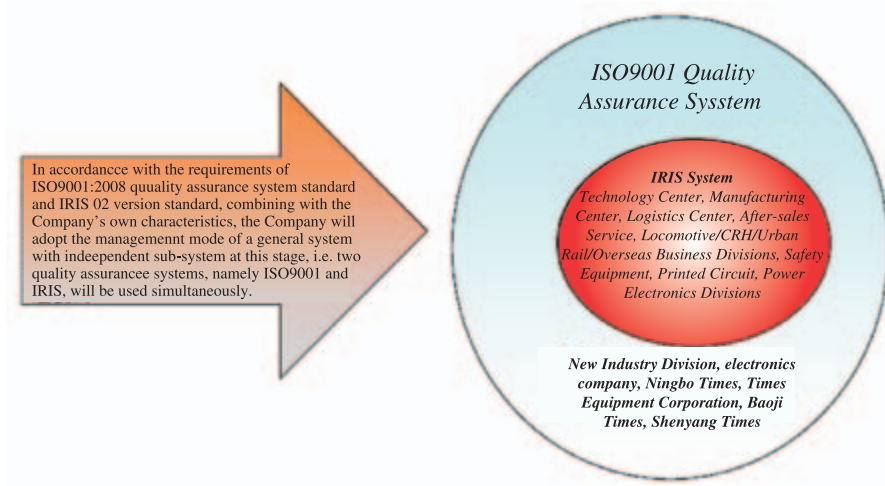 In accordancce with the requirements of
ISO9001:2008 quuality assurance system standard
and IRIS 02 version standard, combining with the
Company's own characteristics, the Company will
adopt the managemennt mode of a general system
with indeependent sub-system at this stage, i.e. two
quality assurancee systems, namely ISO9001 and
IRIS, will be used simultaneously.
ISO9001 Quality
Assurance Sysstem
IRIS System
Technology Center, Manufacturing
Center, Logistics Center, After-sales
Service, Locomotive/CRH/Urban
Rail/Overseas Business Divisions, Safety
Equipment, Printed Circuit, Power
Electronics Divisions
New Industry Division, electronics
company, Ningbo Times, Times
Equipment Corporation, Baoji
Times, Shenyang Times